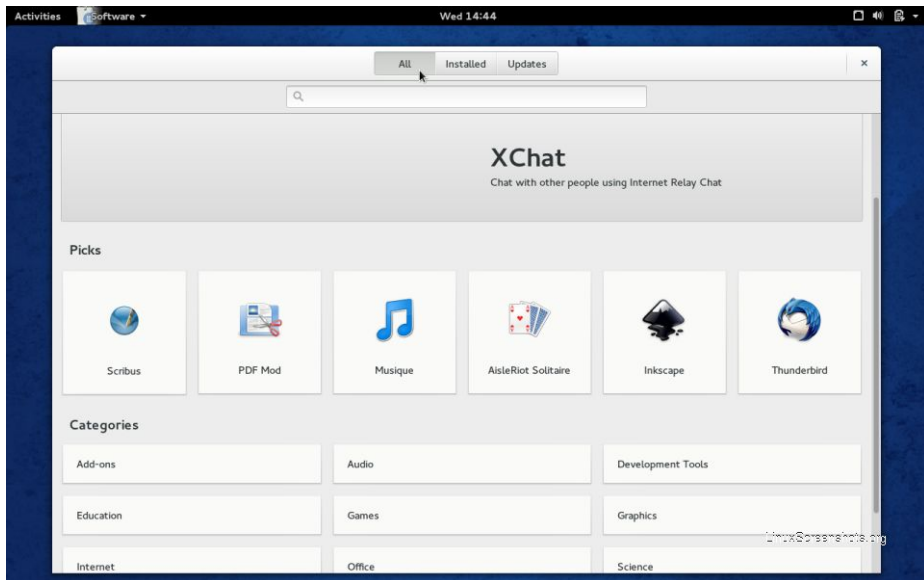 Activities Software Wed 14:44
All Installed Updates
XChat
Chat with other people using Internet Relay Chat
Picks
Scribus PDF Mod Musique AisleRiot Solitaire Inkscape Thunderbird
Categories
Add-ons Audio Development Tools
Education Games Graphics
LinuxScreenshots.org
Internet Office Science